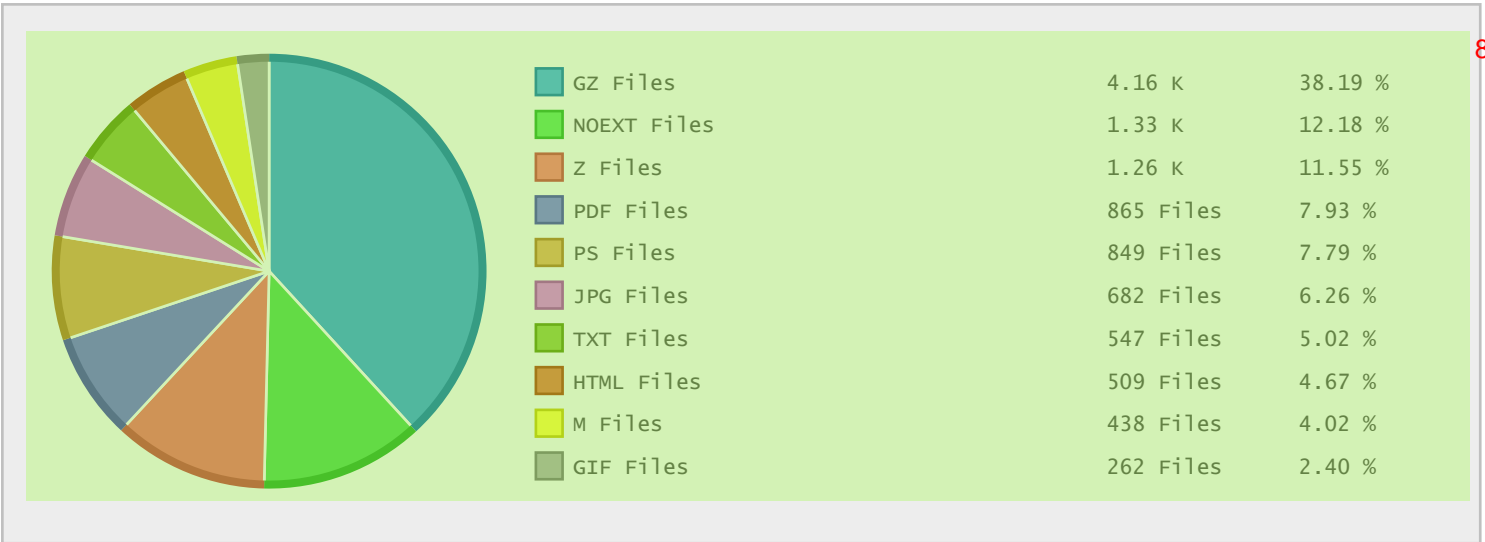 8
GZ Files 4.16 K 38.19 %
NOEXT Files 1.33 K 12.18 %
Z Files 1.26 K 11.55 %
PDF Files 865 Files 7.93 %
PS Files 849 Files 7.79 %
JPG Files 682 Files 6.26 %
TXT Files 547 Files 5.02 %
HTML Files 509 Files 4.67 %
M Files 438 Files 4.02 %
GIF Files 262 Files 2.40 %